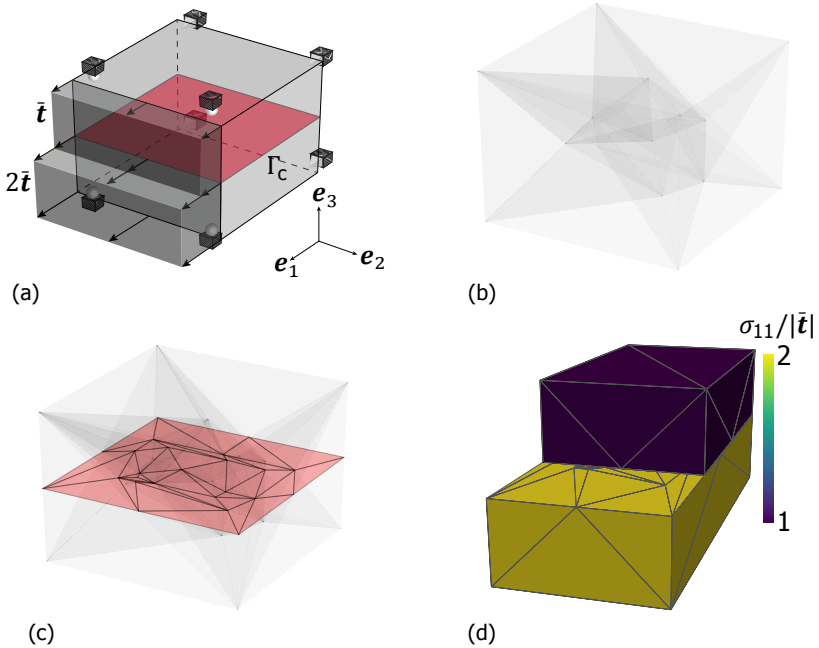 t̄
2t̄
Γc
e3
e1
e2
(a)
(b)
σ11/|t̄|
2
1
(c)
(d)